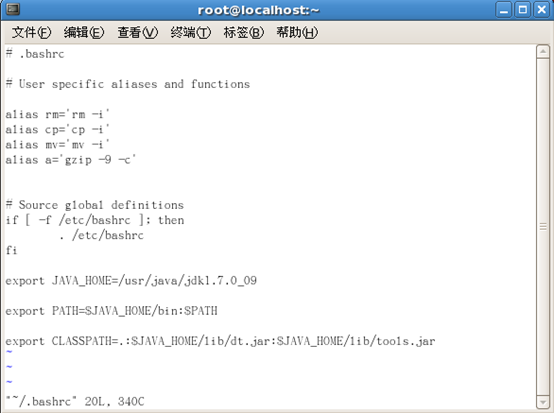 root@localhost:~
文件(F) 编辑(E) 查看(V) 终端(T) 标签(B) 帮助(H)
# .bashrc
# User specific aliases and functions
alias rm='rm -i'
alias cp='cp -i'
alias mv='mv -i'
alias a='gzip -9 -c'
# Source global definitions
if [ -f /etc/bashrc ]; then
        . /etc/bashrc
fi
export JAVA_HOME=/usr/java/jdk1.7.0_09
export PATH=$JAVA_HOME/bin:$PATH
export CLASSPATH=.:$JAVA_HOME/lib/dt.jar:$JAVA_HOME/lib/tools.jar
~
~
~
"~/.bashrc" 20L, 340C